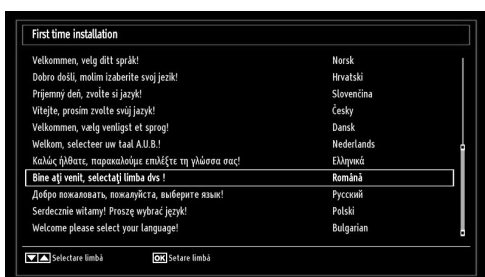 First time installation
Velkommen, velg ditt språk! Norsk
Dobro došli, molim izaberite svoj jezik! Hrvatski
Príjemný deň, zvoľte si jazyk! Slovenčina
Vítejte, prosím zvolte svůj jazyk! Česky
Velkommen, vælg venligst et sprog! Dansk
Welkom, selecteer uw taal A.U.B.! Nederlands
Καλώς ήλθατε, παρακαλούμε επιλέξτε τη γλώσσα σας! Ελληνικά
Bine aţi venit, selectaţi limba dvs ! Română
Добро пожаловать, пожалуйста, выберите язык! Русский
Serdecznie witamy! Proszę wybrać język! Polski
Welcome please select your language! Bulgarian
Selectare limbă OK Setare limbă